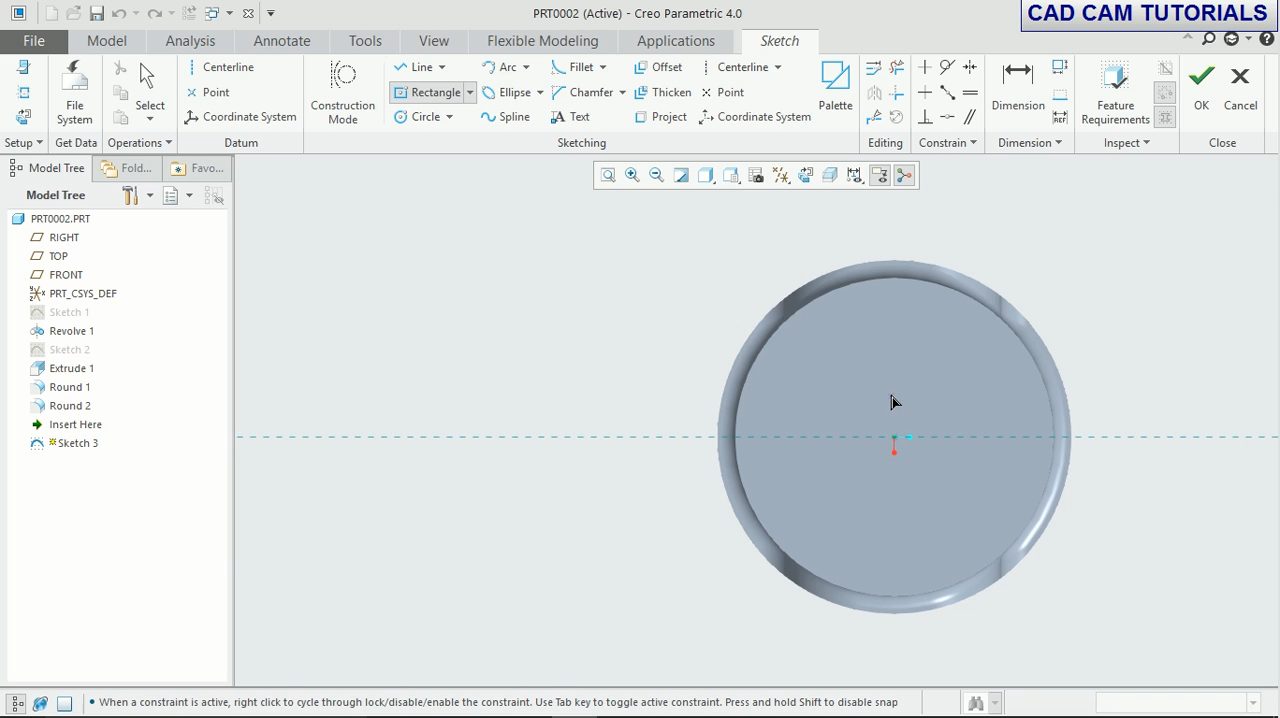 PRT0002 (Active) - Creo Parametric 4.0
CAD CAM TUTORIALS
File Model Analysis Annotate Tools View Flexible Modeling Applications Sketch
Centerline Line Arc Fillet Offset Centerline
File System Select Point Construction Mode Rectangle Ellipse Chamfer Thicken Point Palette Dimension Feature Requirements OK Cancel
Coordinate System Circle Spline Text Project Coordinate System
Setup Get Data Operations Datum Sketching Editing Constrain Dimension Inspect Close
Model Tree Fold... Favo...
Model Tree
PRT0002.PRT
RIGHT
TOP
FRONT
PRT_CSYS_DEF
Sketch 1
Revolve 1
Sketch 2
Extrude 1
Round 1
Round 2
Insert Here
Sketch 3
• When a constraint is active, right click to cycle through lock/disable/enable the constraint. Use Tab key to toggle active constraint. Press and hold Shift to disable snap